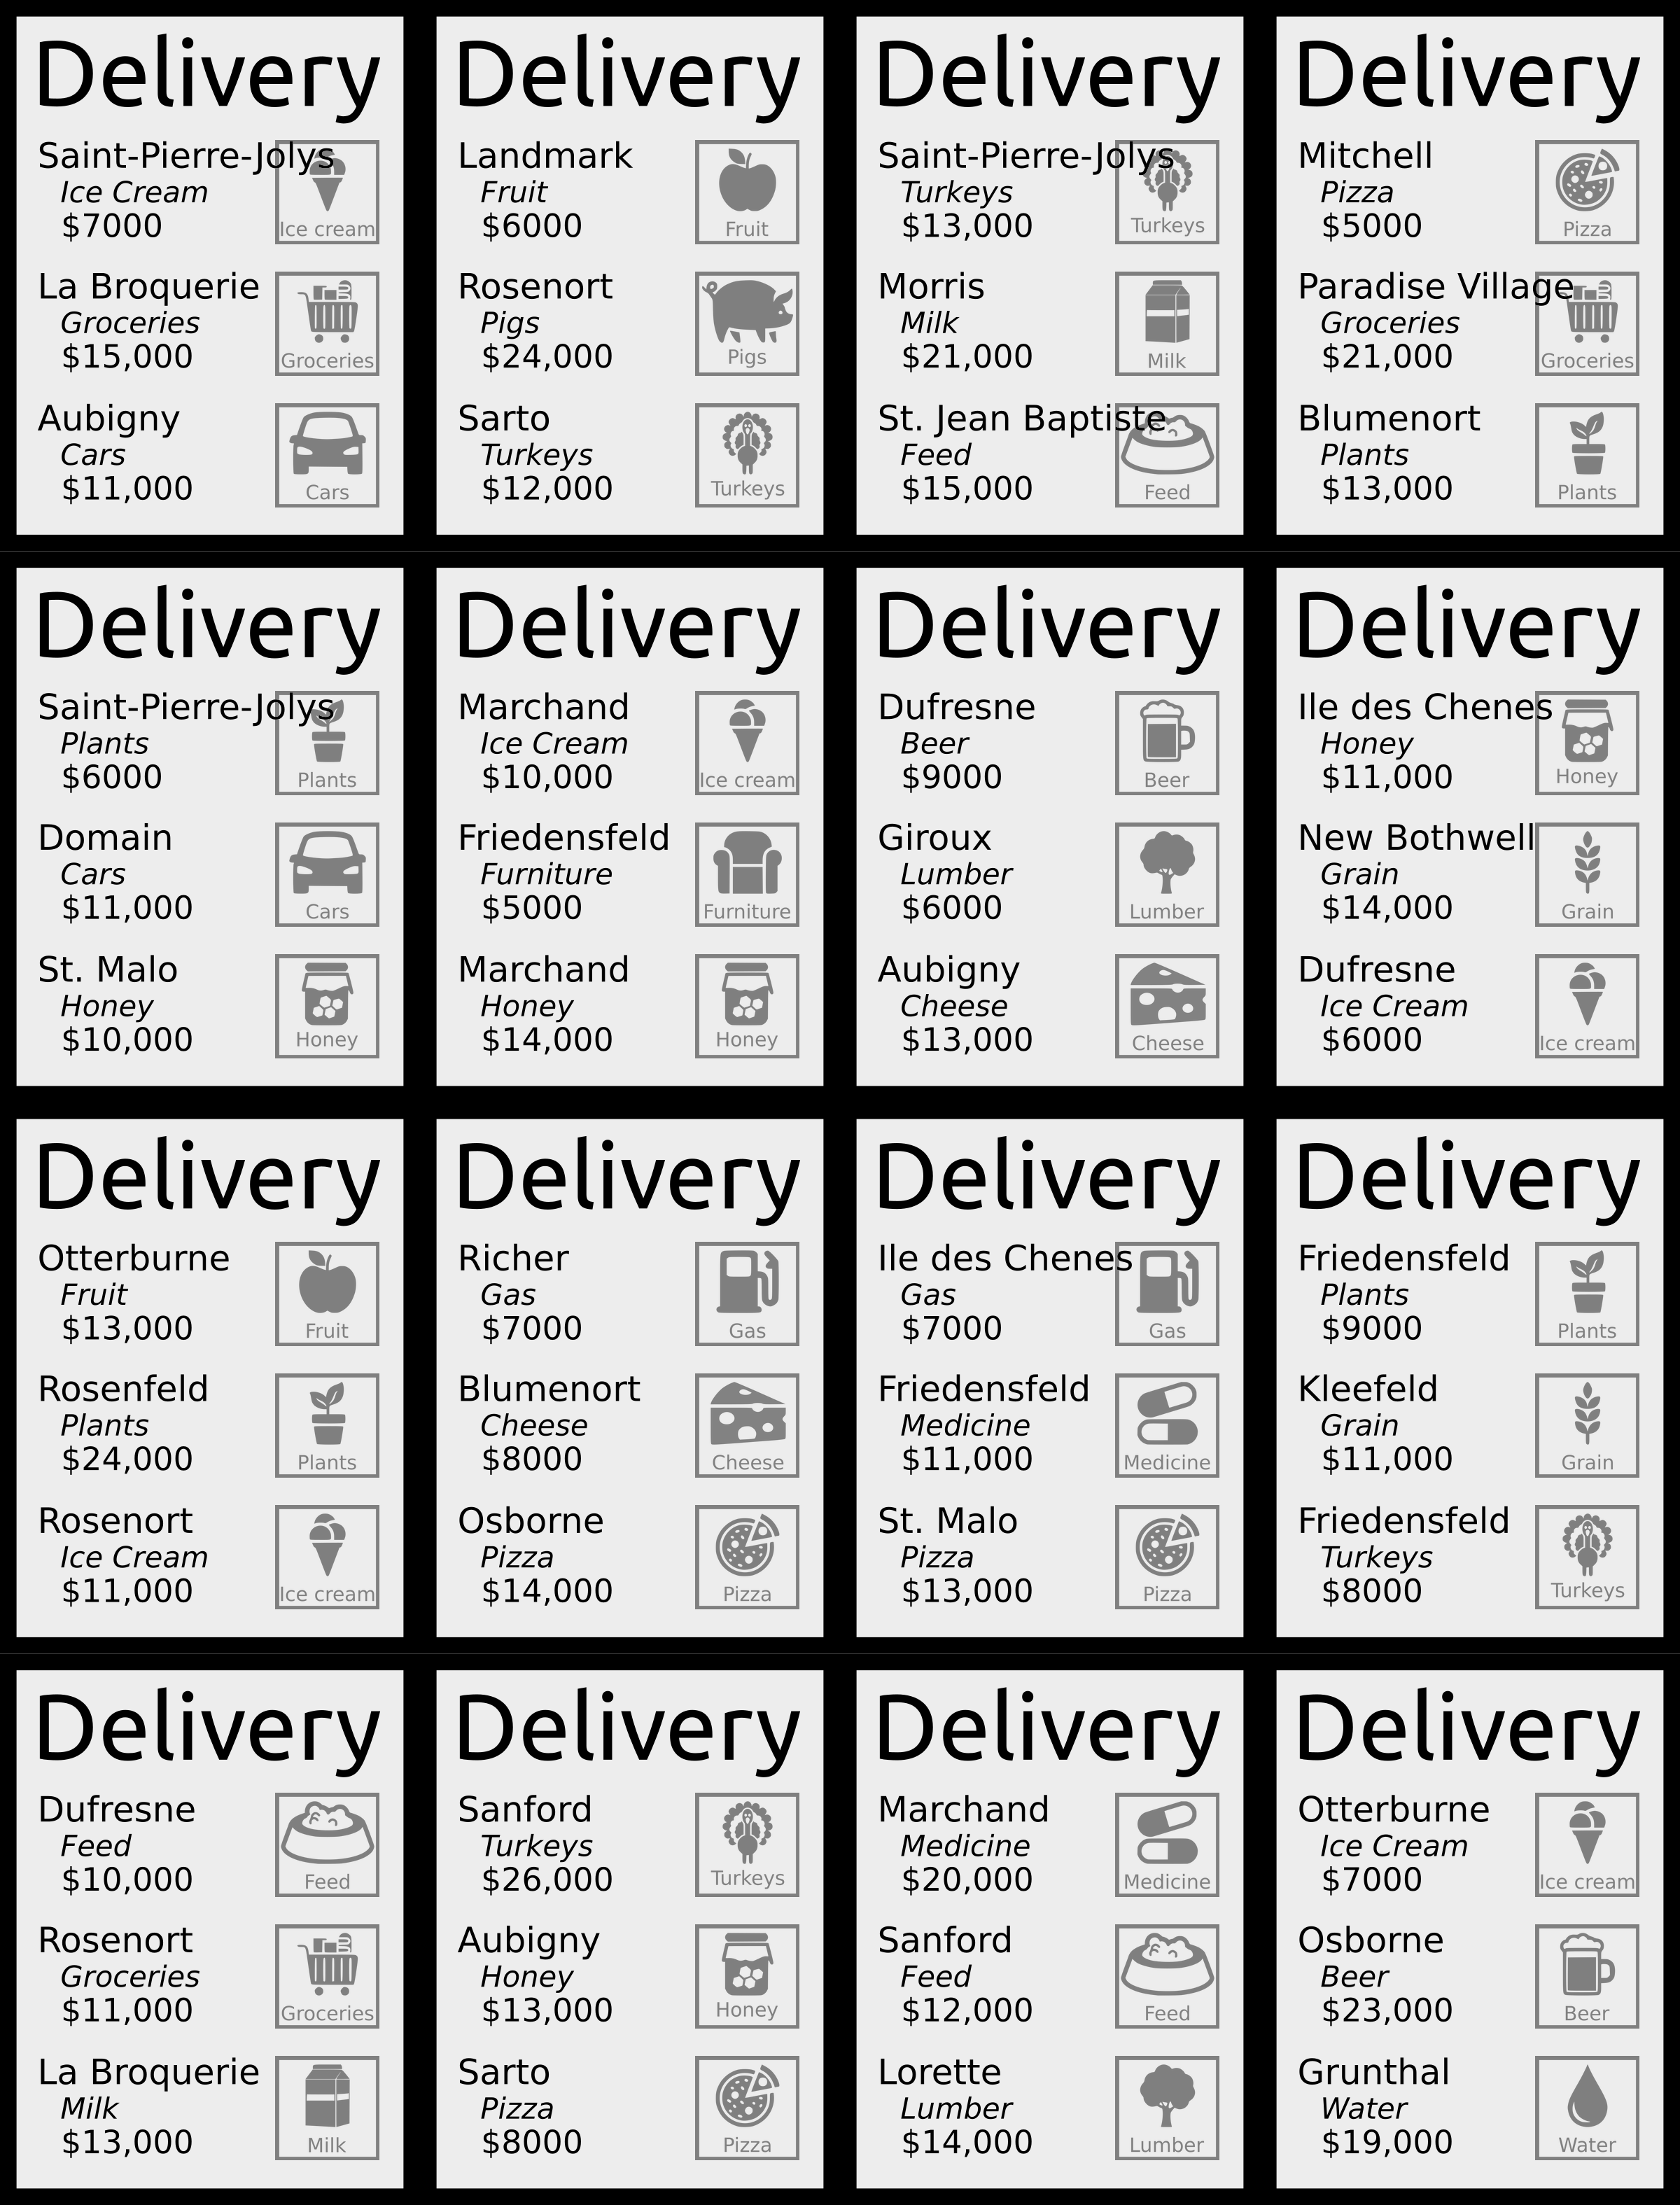 Delivery
Saint-Pierre-Jolys
Ice Cream
$7000
Ice cream
La Broquerie
Groceries
$15,000
Groceries
Aubigny
Cars
$11,000
Cars
Delivery
Landmark
Fruit
$6000
Fruit
Rosenort
Pigs
$24,000
Pigs
Sarto
Turkeys
$12,000
Turkeys
Delivery
Saint-Pierre-Jolys
Turkeys
$13,000
Turkeys
Morris
Milk
$21,000
Milk
St. Jean Baptiste
Feed
$15,000
Feed
Delivery
Mitchell
Pizza
$5000
Pizza
Paradise Village
Groceries
$21,000
Groceries
Blumenort
Plants
$13,000
Plants
Delivery
Saint-Pierre-Jolys
Plants
$6000
Plants
Domain
Cars
$11,000
Cars
St. Malo
Honey
$10,000
Honey
Delivery
Marchand
Ice Cream
$10,000
Ice cream
Friedensfeld
Furniture
$5000
Furniture
Marchand
Honey
$14,000
Honey
Delivery
Dufresne
Beer
$9000
Beer
Giroux
Lumber
$6000
Lumber
Aubigny
Cheese
$13,000
Cheese
Delivery
Ile des Chenes
Honey
$11,000
Honey
New Bothwell
Grain
$14,000
Grain
Dufresne
Ice Cream
$6000
Ice cream
Delivery
Otterburne
Fruit
$13,000
Fruit
Rosenfeld
Plants
$24,000
Plants
Rosenort
Ice Cream
$11,000
Ice cream
Delivery
Richer
Gas
$7000
Gas
Blumenort
Cheese
$8000
Cheese
Osborne
Pizza
$14,000
Pizza
Delivery
Ile des Chenes
Gas
$7000
Gas
Friedensfeld
Medicine
$11,000
Medicine
St. Malo
Pizza
$13,000
Pizza
Delivery
Friedensfeld
Plants
$9000
Plants
Kleefeld
Grain
$11,000
Grain
Friedensfeld
Turkeys
$8000
Turkeys
Delivery
Dufresne
Feed
$10,000
Feed
Rosenort
Groceries
$11,000
Groceries
La Broquerie
Milk
$13,000
Milk
Delivery
Sanford
Turkeys
$26,000
Turkeys
Aubigny
Honey
$13,000
Honey
Sarto
Pizza
$8000
Pizza
Delivery
Marchand
Medicine
$20,000
Medicine
Sanford
Feed
$12,000
Feed
Lorette
Lumber
$14,000
Lumber
Delivery
Otterburne
Ice Cream
$7000
Ice cream
Osborne
Beer
$23,000
Beer
Grunthal
Water
$19,000
Water